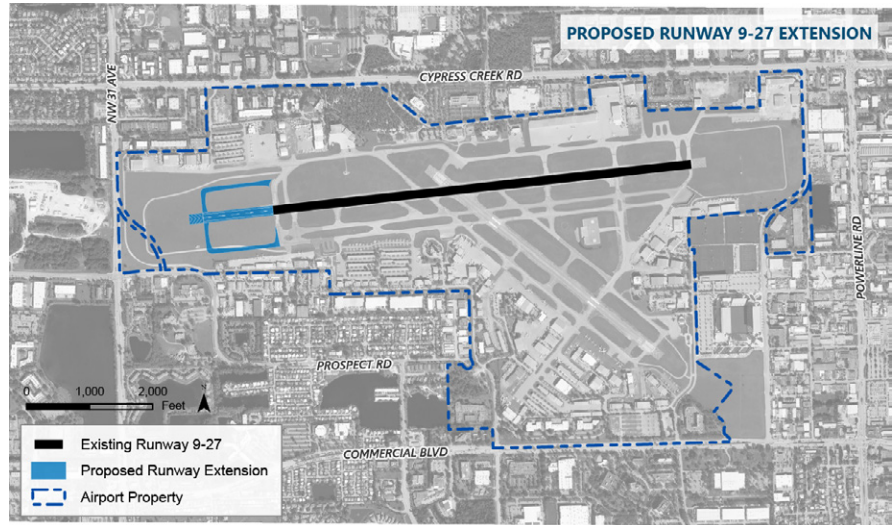 PROPOSED RUNWAY 9-27 EXTENSION
CYPRESS CREEK RD
NW 31 AVE
POWERLINE RD
PROSPECT RD
0 1,000 2,000
Feet
COMMERCIAL BLVD
Existing Runway 9-27
Proposed Runway Extension
Airport Property